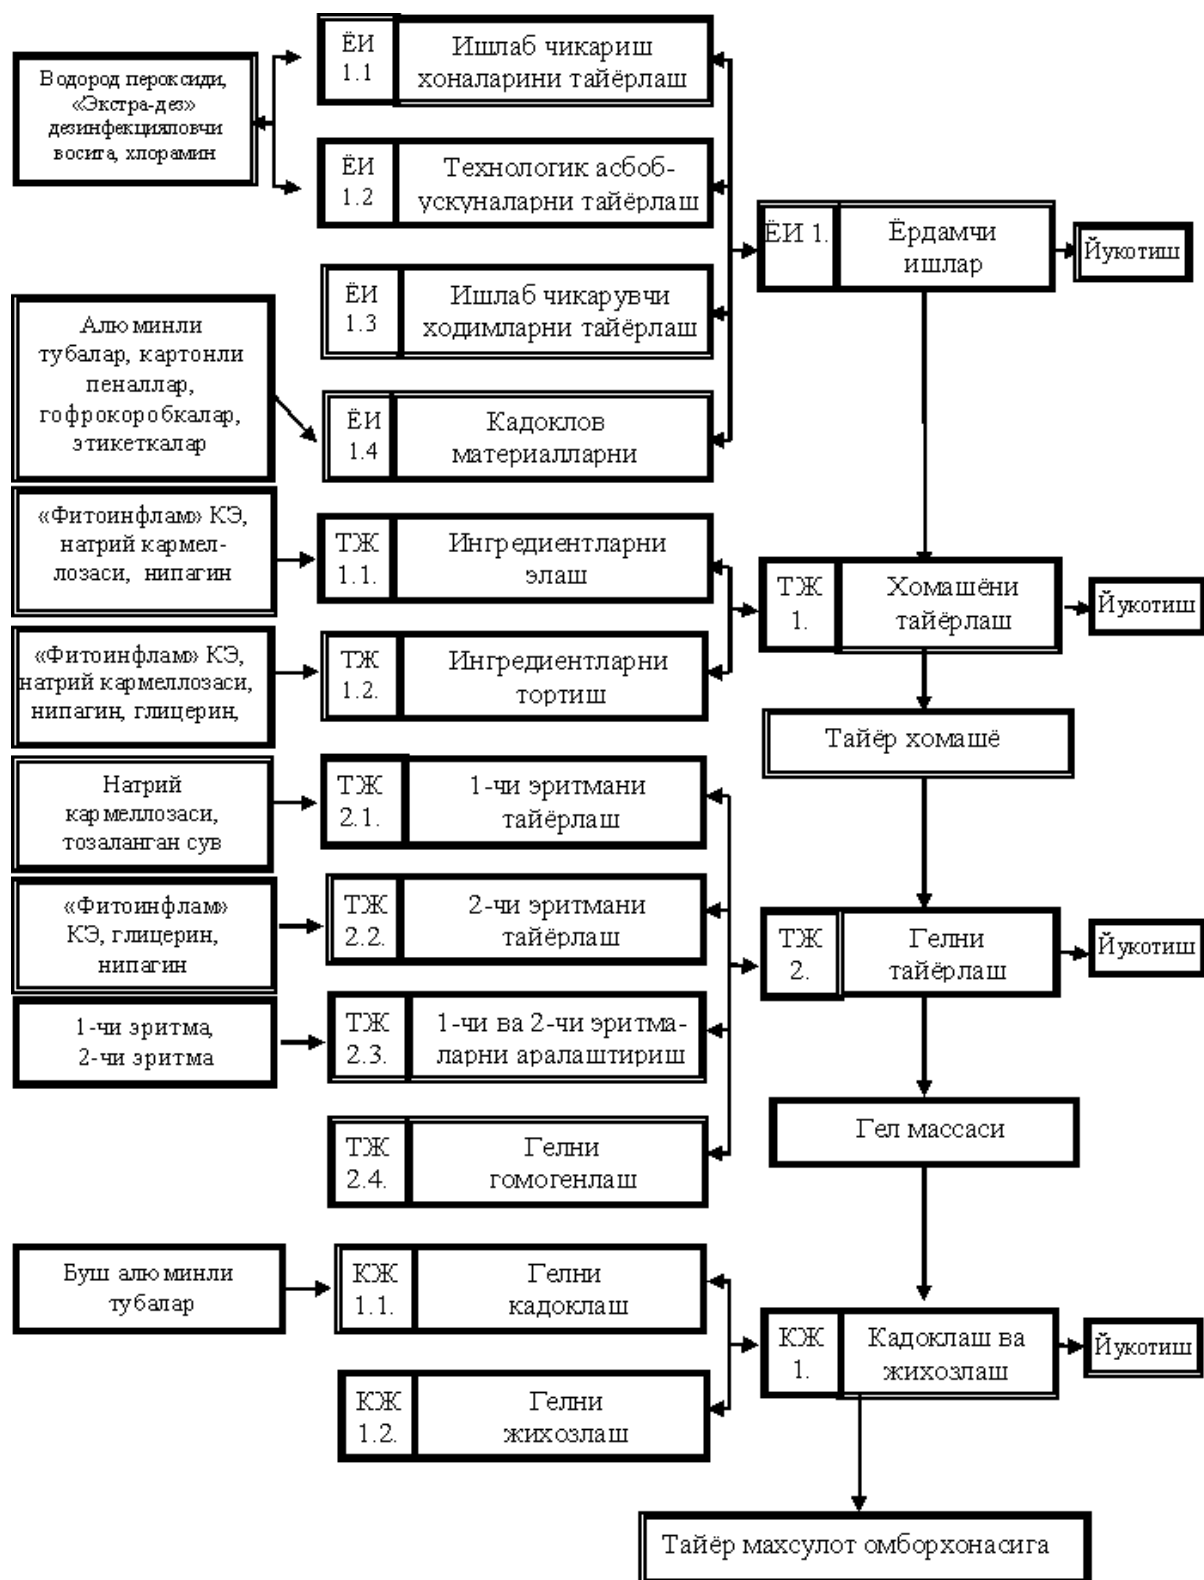 Водород пероксиди,
«Экстра-дез»
дезинфекцияловчи
восита, хлорамин
ЁИ
1.1
Ишлаб чикариш
хоналарини тайёрлаш
ЁИ
1.2
Технологик асбоб-
ускуналарни тайёрлаш
ЁИ 1.
Ёрдамчи
ишлар
Йукотиш
ЁИ
1.3
Ишлаб чикарувчи
ходимларни тайёрлаш
Алюминли
тубалар, картонли
пеналлар,
гофрокоробкалар,
этикеткалар
ЁИ
1.4
Кадоклов
материалларни
«Фитоинфлам» КЭ,
натрий кармел-
лозаси, нипагин
ТЖ
1.1.
Ингредиентларни
элаш
ТЖ
1.
Хомашёни
тайёрлаш
Йукотиш
«Фитоинфлам» КЭ,
натрий кармеллозаси,
нипагин, глицерин,
ТЖ
1.2.
Ингредиентларни
тортиш
Тайёр хомашё
Натрий
кармеллозаси,
тозаланган сув
ТЖ
2.1.
1-чи эритмани
тайёрлаш
«Фитоинфлам»
КЭ, глицерин,
нипагин
ТЖ
2.2.
2-чи эритмани
тайёрлаш
ТЖ
2.
Гелни
тайёрлаш
Йукотиш
1-чи эритма,
2-чи эритма
ТЖ
2.3.
1-чи ва 2-чи эритма-
ларни аралаштириш
Гел массаси
ТЖ
2.4.
Гелни
гомогенлаш
Буш алюминли
тубалар
КЖ
1.1.
Гелни
кадоклаш
КЖ
1.
Кадоклаш ва
жихозлаш
Йукотиш
КЖ
1.2.
Гелни
жихозлаш
Тайёр махсулот омборхонасига